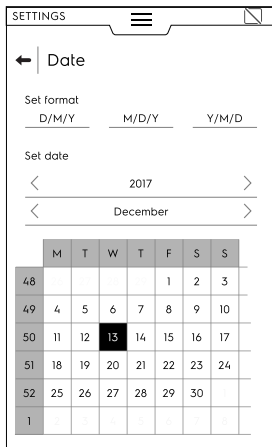 SETTINGS
Date
Set format
D/M/Y M/D/Y Y/M/D
Set date
2017
December
M T W T F S S
48 1 2 3
49 4 5 6 7 8 9 10
50 11 12 13 14 15 16 17
51 18 19 20 21 22 23 24
52 25 26 27 28 29 30
1